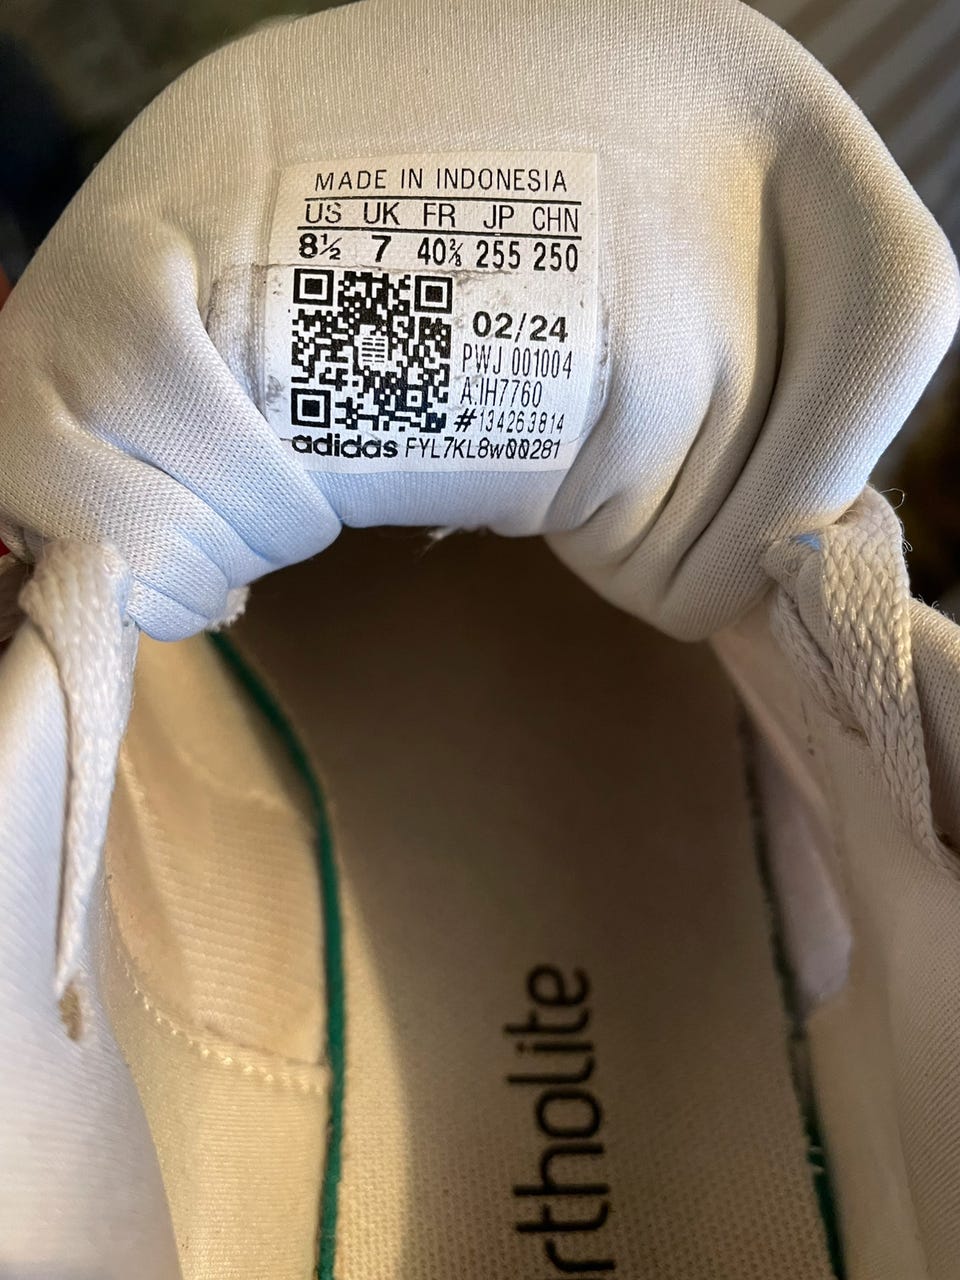 MADE IN INDONESIA
US UK FR JP CHN
8½ 7 40⅔ 255 250
02/24
PWJ 001004
A:IH7760
#134263814
adidas FYL7KL8w00281
rtholite